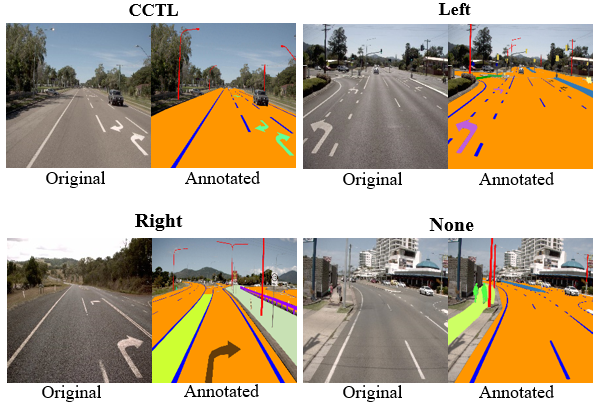 CCTL
Left
Original
Annotated
Original
Annotated
Right
None
Original
Annotated
Original
Annotated